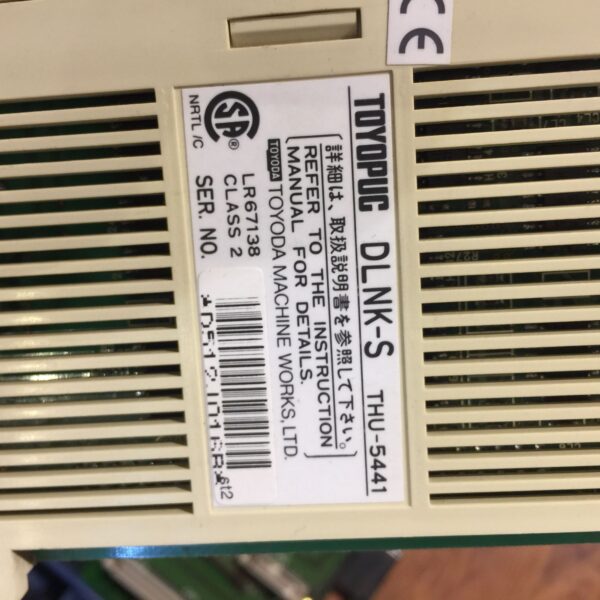 CE
TOYOPUC DLNK-S THU-5441
詳細は、取扱説明書を参照して下さい。
REFER TO THE INSTRUCTION
MANUAL FOR DETAILS.
TOYODA TOYODA MACHINE WORKS, LTD.
SA ®
NRTL /C
LR67138
CLASS 2
SER. NO.
st2